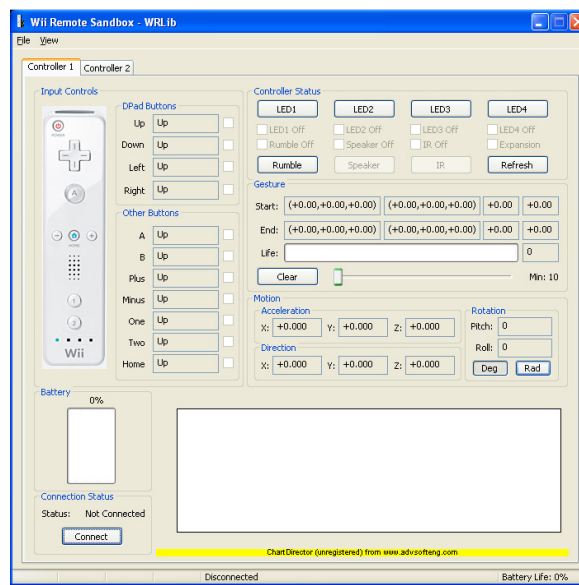 Wii Remote Sandbox - WRLib
File View
Controller 1 Controller 2
Input Controls
POWER
A
HOME
1
2
Wii
DPad Buttons
Up Up
Down Up
Left Up
Right Up
Other Buttons
A Up
B Up
Plus Up
Minus Up
One Up
Two Up
Home Up
Controller Status
LED1 LED2 LED3 LED4
LED1 Off LED2 Off LED3 Off LED4 Off
Rumble Off Speaker Off IR Off Expansion
Rumble Speaker IR Refresh
Gesture
Start: (+0.00,+0.00,+0.00) (+0.00,+0.00,+0.00) +0.00 +0.00
End: (+0.00,+0.00,+0.00) (+0.00,+0.00,+0.00) +0.00 +0.00
Life: 0
Clear Min: 10
Motion
Acceleration
X: +0.000 Y: +0.000 Z: +0.000
Direction
X: +0.000 Y: +0.000 Z: +0.000
Rotation
Pitch: 0
Roll: 0
Deg Rad
Battery
0%
Connection Status
Status: Not Connected
Connect
ChartDirector (unregistered) from www.advsofteng.com
Disconnected Battery Life: 0%